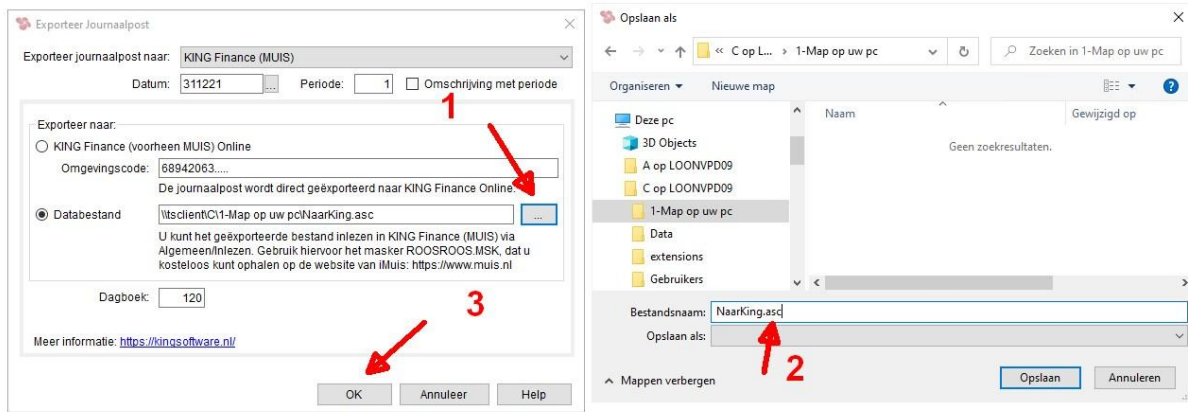 Exporteer Journaalpost
Exporteer journaalpost naar: KING Finance (MUIS)
Datum: 311221 ... Periode: 1 Omschrijving met periode
1
Exporteer naar:
KING Finance (voorheen MUIS) Online
Omgevingscode: 68942063.....
De journaalpost wordt direct geëxporteerd naar KING Finance Online.
Databestand \\tsclient\C\1-Map op uw pc\NaarKing.asc ...
U kunt het geëxporteerde bestand inlezen in KING Finance (MUIS) via
Algemeen/Inlezen. Gebruik hiervoor het masker ROOSROOS.MSK, dat u
kosteloos kunt ophalen op de website van iMuis: https://www.muis.nl
Dagboek: 120
3
Meer informatie: https://kingsoftware.nl/
OK Annuleer Help
Opslaan als
« C op L... › 1-Map op uw pc Zoeken in 1-Map op uw pc
Organiseren Nieuwe map
Naam Gewijzigd op
Geen zoekresultaten.
Deze pc
3D Objects
A op LOONVPD09
C op LOONVPD09
1-Map op uw pc
Data
extensions
Gebruikers
Bestandsnaam: NaarKing.asc
Opslaan als:
2
Mappen verbergen Opslaan Annuleren